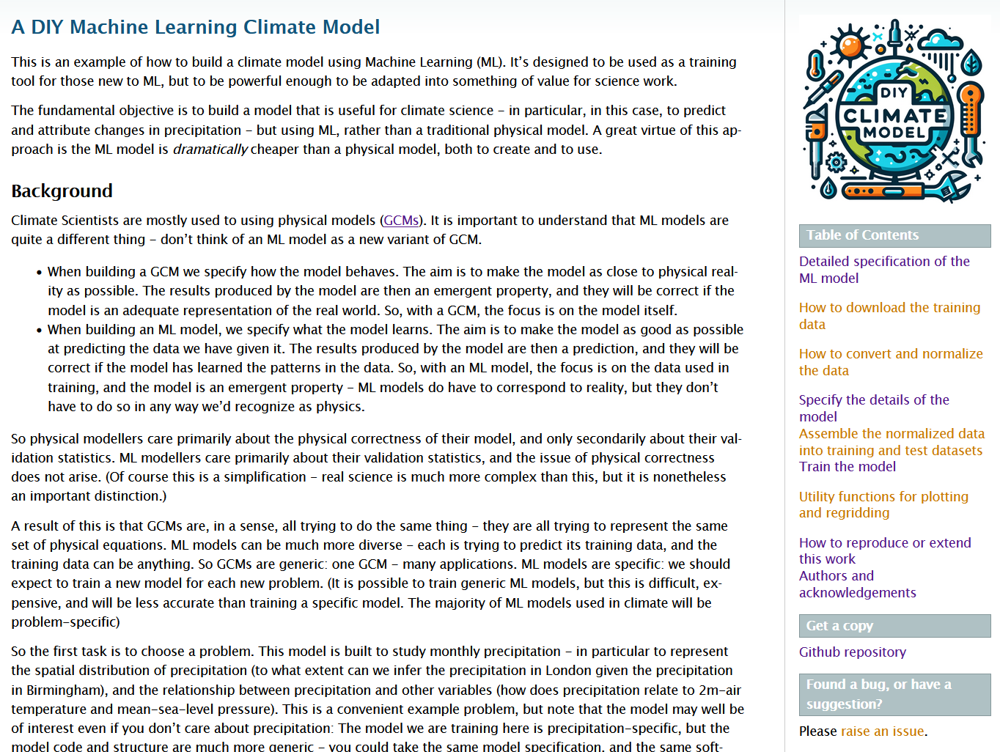 A DIY Machine Learning Climate Model
This is an example of how to build a climate model using Machine Learning (ML). It’s designed to be used as a training
tool for those new to ML, but to be powerful enough to be adapted into something of value for science work.
The fundamental objective is to build a model that is useful for climate science – in particular, in this case, to predict
and attribute changes in precipitation – but using ML, rather than a traditional physical model. A great virtue of this ap-
proach is the ML model is dramatically cheaper than a physical model, both to create and to use.
Background
Climate Scientists are mostly used to using physical models (GCMs). It is important to understand that ML models are
quite a different thing – don’t think of an ML model as a new variant of GCM.
• When building a GCM we specify how the model behaves. The aim is to make the model as close to physical real-
ity as possible. The results produced by the model are then an emergent property, and they will be correct if the
model is an adequate representation of the real world. So, with a GCM, the focus is on the model itself.
• When building an ML model, we specify what the model learns. The aim is to make the model as good as possible
at predicting the data we have given it. The results produced by the model are then a prediction, and they will be
correct if the model has learned the patterns in the data. So, with an ML model, the focus is on the data used in
training, and the model is an emergent property – ML models do have to correspond to reality, but they don’t
have to do so in any way we’d recognize as physics.
So physical modellers care primarily about the physical correctness of their model, and only secondarily about their val-
idation statistics. ML modellers care primarily about their validation statistics, and the issue of physical correctness
does not arise. (Of course this is a simplification – real science is much more complex than this, but it is nonetheless
an important distinction.)
A result of this is that GCMs are, in a sense, all trying to do the same thing – they are all trying to represent the same
set of physical equations. ML models can be much more diverse – each is trying to predict its training data, and the
training data can be anything. So GCMs are generic: one GCM – many applications. ML models are specific: we should
expect to train a new model for each new problem. (It is possible to train generic ML models, but this is difficult, ex-
pensive, and will be less accurate than training a specific model. The majority of ML models used in climate will be
problem-specific)
So the first task is to choose a problem. This model is built to study monthly precipitation – in particular to represent
the spatial distribution of precipitation (to what extent can we infer the precipitation in London given the precipitation
in Birmingham), and the relationship between precipitation and other variables (how does precipitation relate to 2m-air
temperature and mean-sea-level pressure). This is a convenient example problem, but note that the model may well be
of interest even if you don’t care about precipitation: The model we are training here is precipitation-specific, but the
model code and structure are much more generic – you could take the same model specification, and the same soft-
DIY
CLIMATE
MODEL
Table of Contents
Detailed specification of the
ML model
How to download the training
data
How to convert and normalize
the data
Specify the details of the
model
Assemble the normalized data
into training and test datasets
Train the model
Utility functions for plotting
and regridding
How to reproduce or extend
this work
Authors and
acknowledgements
Get a copy
Github repository
Found a bug, or have a
suggestion?
Please raise an issue.